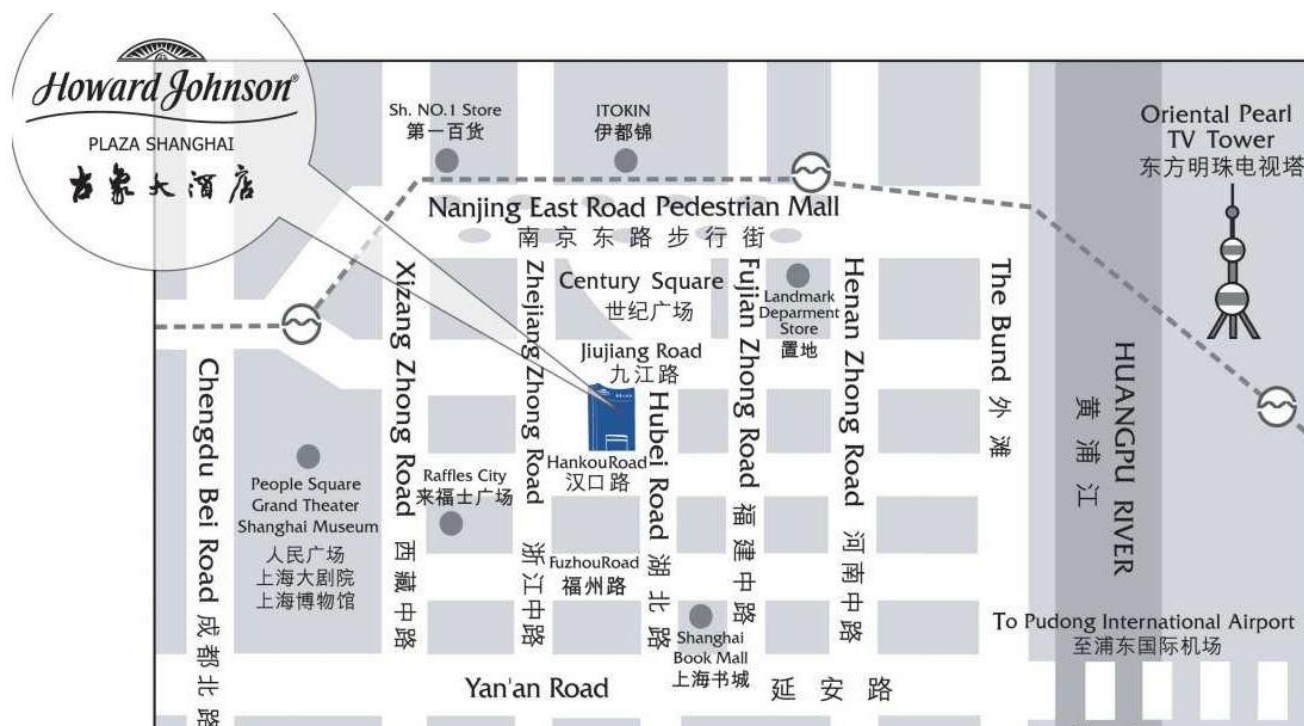 Howard Johnson®
PLAZA SHANGHAI
古象大酒店
Sh. NO.1 Store
第一百货
ITOKIN
伊都锦
Oriental Pearl
TV Tower
东方明珠电视塔
Nanjing East Road Pedestrian Mall
南京东路步行街
Century Square
世纪广场
Landmark
Deparment
Store
置地
Jiujiang Road
九江路
Chengdu Bei Road 成都北路
Xizang Zhong Road 西藏中路
Zhejiang Zhong Road 浙江中路
Hubei Road 湖北路
Fujian Zhong Road 福建中路
Henan Zhong Road 河南中路
The Bund 外滩
HUANGPU RIVER
黄浦江
HankouRoad
汉口路
People Square
Grand Theater
Shanghai Museum
人民广场
上海大剧院
上海博物馆
Raffles City
来福士广场
FuzhouRoad
福州路
Shanghai
Book Mall
上海书城
To Pudong International Airport
至浦东国际机场
Yan'an Road 延安路